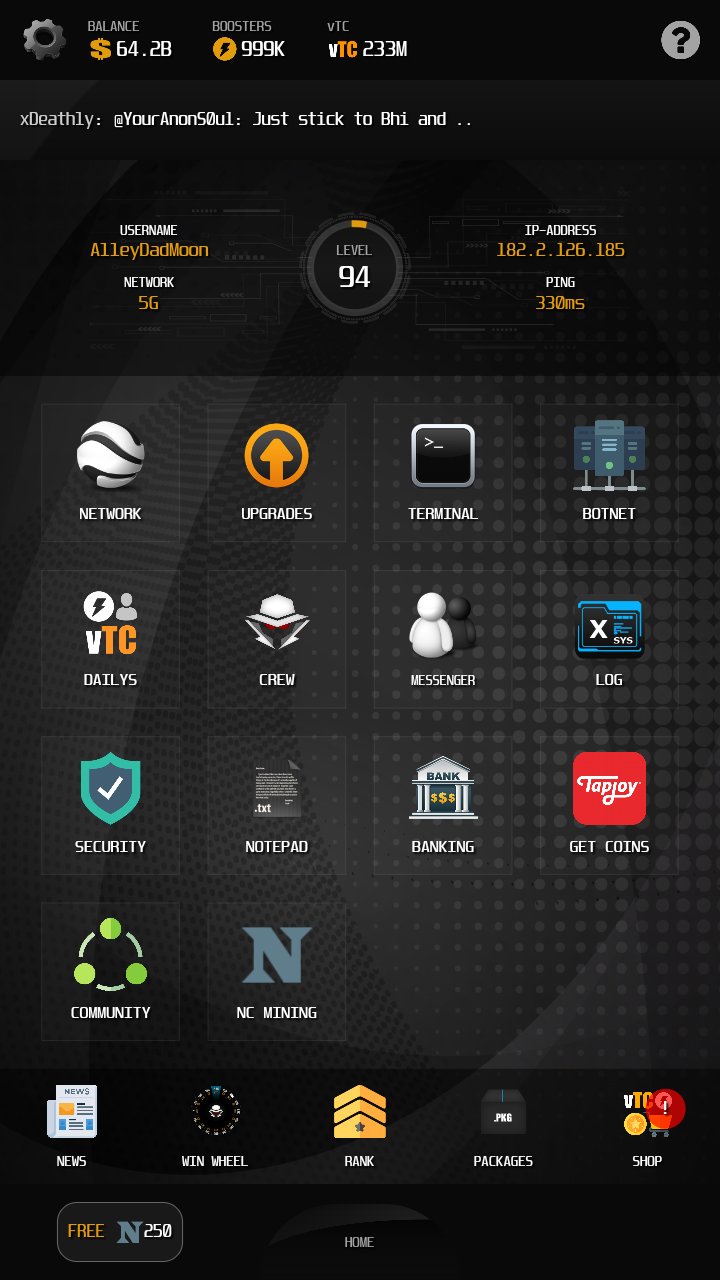 BALANCE BOOSTERS vTC
$ 64.2B 999K vTC 233M ?
xDeathly: @YourAnonS0ul: Just stick to Bhi and ..
USERNAME
AlleyDadMoon
NETWORK
5G
LEVEL
94
IP-ADDRESS
182.2.126.185
PING
330ms
>_
NETWORK UPGRADES TERMINAL BOTNET
vTC
X SYS
DAILYS CREW MESSENGER LOG
.txt
BANK
$$$
Tapjoy
SECURITY NOTEPAD BANKING GET COINS
N
COMMUNITY NC MINING
NEWS
.PKG
vTC !
NEWS WIN WHEEL RANK PACKAGES SHOP
FREE N250
HOME